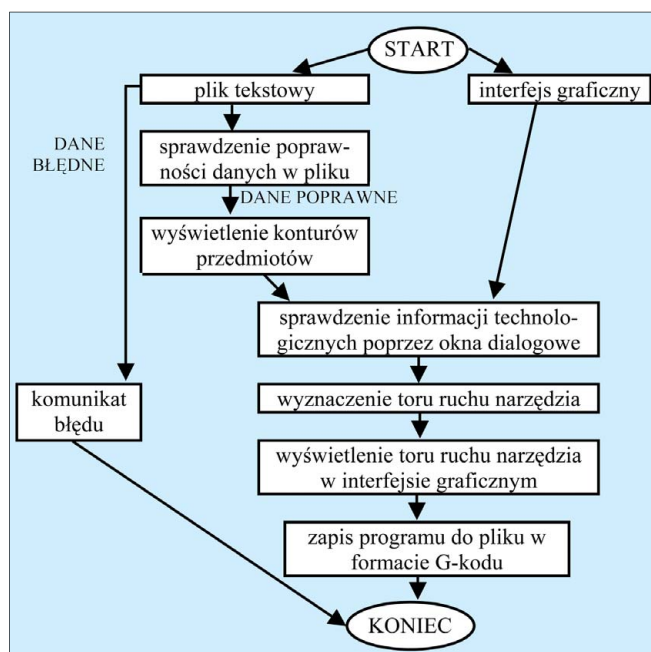 START
plik tekstowy
interfejs graficzny
DANE
BŁĘDNE
sprawdzenie popraw-
ności danych w pliku
DANE POPRAWNE
wyświetlenie konturów
przedmiotów
sprawdzenie informacji technolo-
gicznych poprzez okna dialogowe
komunikat
błędu
wyznaczenie toru ruchu narzędzia
wyświetlenie toru ruchu narzędzia
w interfejsie graficznym
zapis programu do pliku w
formacie G-kodu
KONIEC